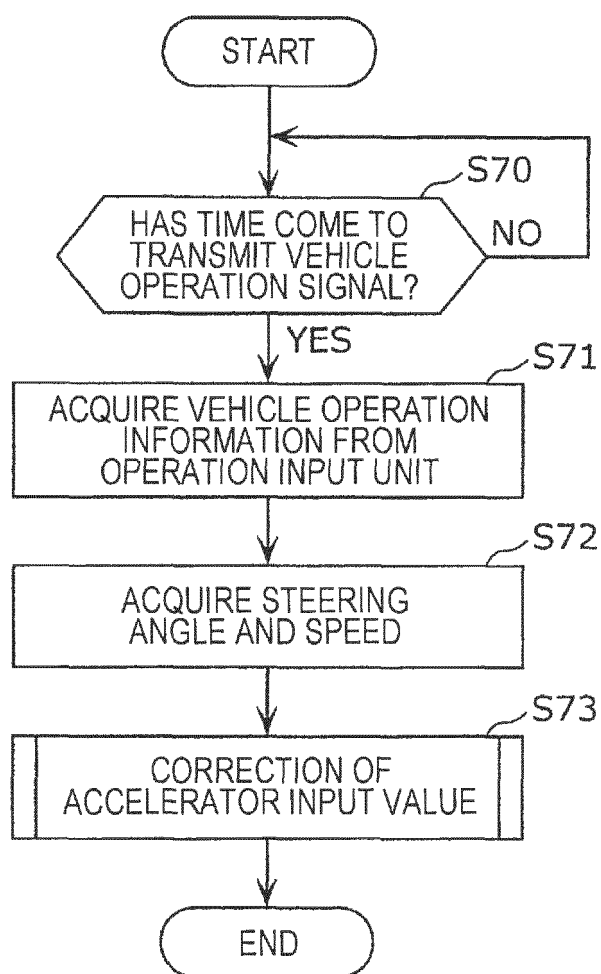 START
S70
HAS TIME COME TO
TRANSMIT VEHICLE
OPERATION SIGNAL?
NO
YES
S71
ACQUIRE VEHICLE OPERATION
INFORMATION FROM
OPERATION INPUT UNIT
S72
ACQUIRE STEERING
ANGLE AND SPEED
S73
CORRECTION OF
ACCELERATOR INPUT VALUE
END